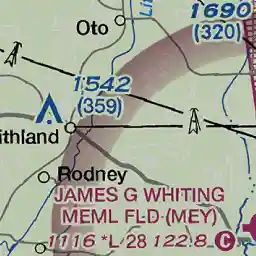 Oto
1690
(320)
1542
(359)
ithland
Rodney
JAMES G WHITING
MEML FLD (MEY)
1116 *L 28 122.8 C